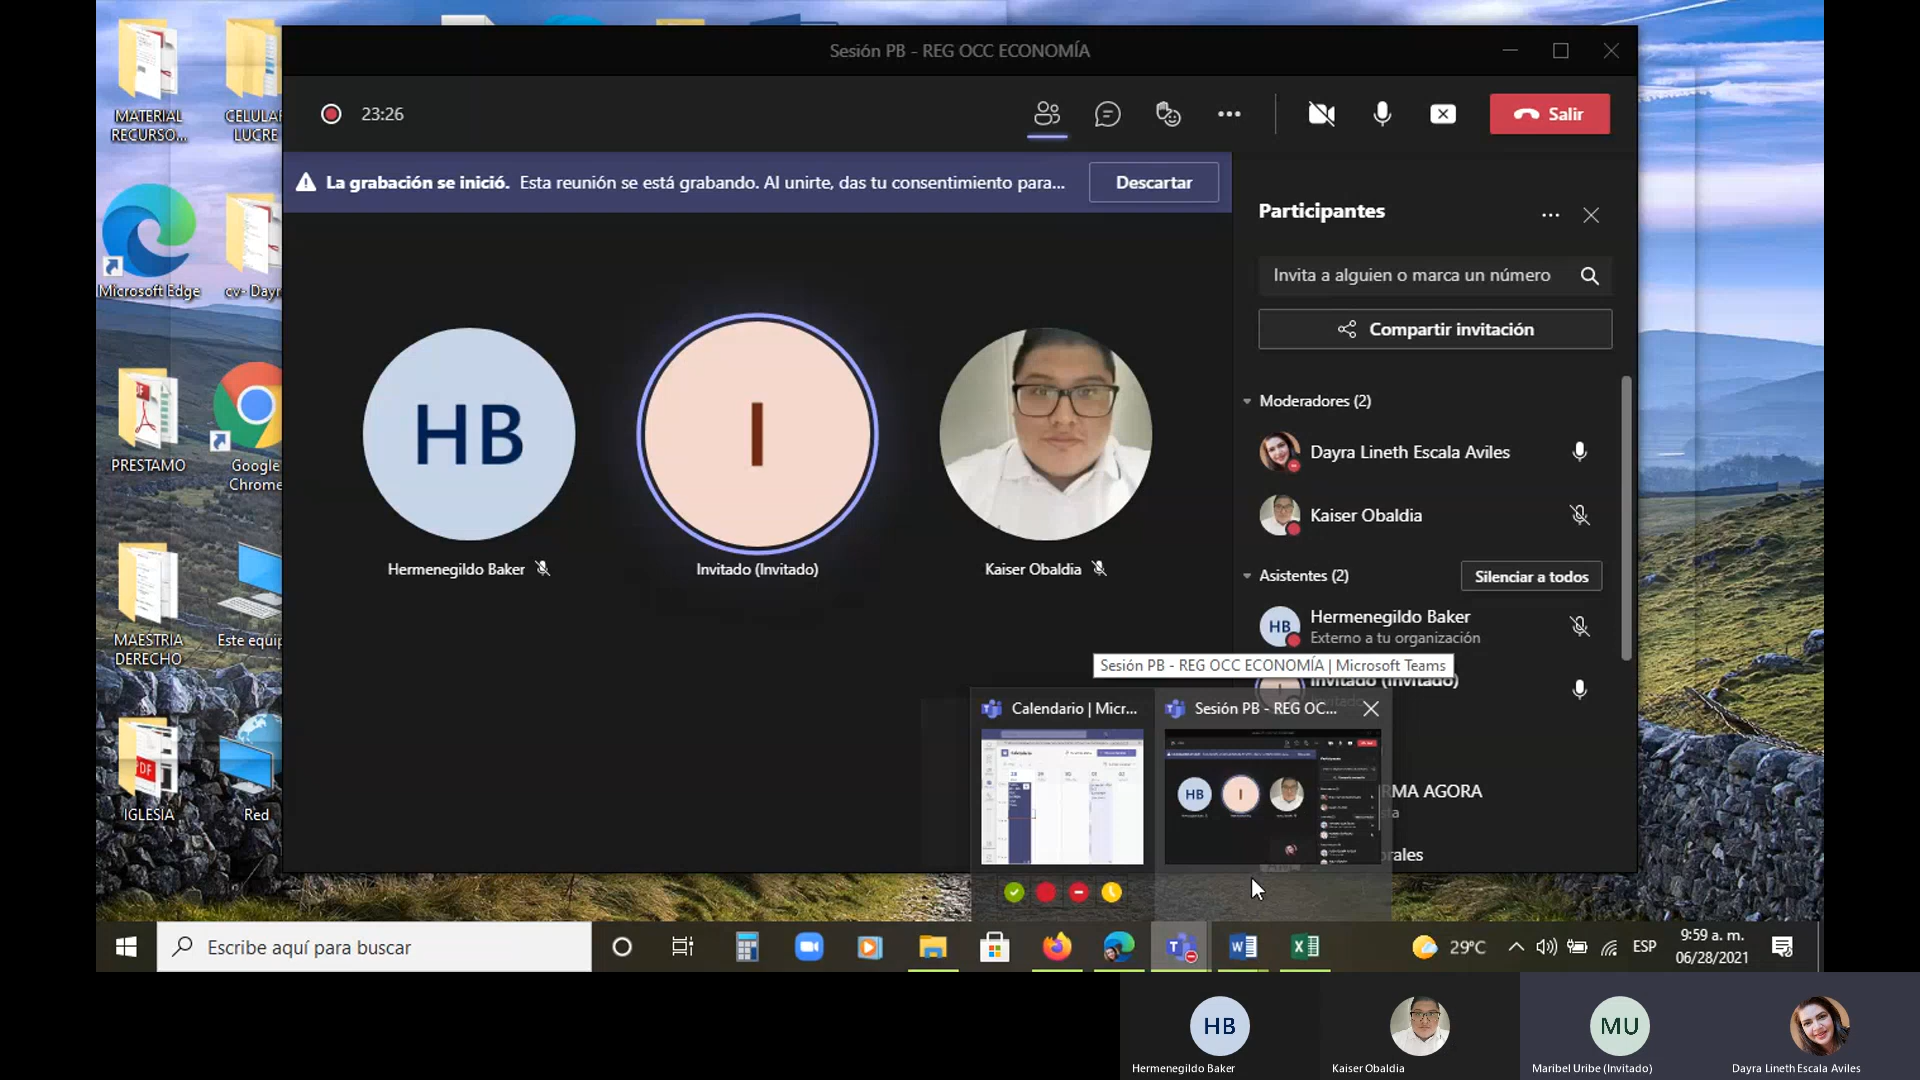 Sesión PB - REG OCC ECONOMÍA
23:26
Salir
La grabación se inició. Esta reunión se está grabando. Al unirte, das tu consentimiento para...
Descartar
Participantes
Invita a alguien o marca un número
Compartir invitación
Moderadores (2)
Dayra Lineth Escala Aviles
Kaiser Obaldia
Asistentes (2)
Silenciar a todos
HB
Hermenegildo Baker
Externo a tu organización
Invitado (Invitado)
RMA AGORA
HB
I
Hermenegildo Baker
Invitado (Invitado)
Kaiser Obaldia
Sesión PB - REG OCC ECONOMÍA | Microsoft Teams
Calendario | Micr...
Sesión PB - REG OC...
HB
I
MATERIAL
RECURSO...
CELULAR
LUCRE
Microsoft Edge
cv- Dayr
PRESTAMO
Google
Chrome
MAESTRIA
DERECHO
Este equip
IGLESIA
Red
Escribe aquí para buscar
29°C
ESP
9:59 a. m.
06/28/2021
HB
MU
Hermenegildo Baker
Kaiser Obaldia
Maribel Uribe (Invitado)
Dayra Lineth Escala Aviles